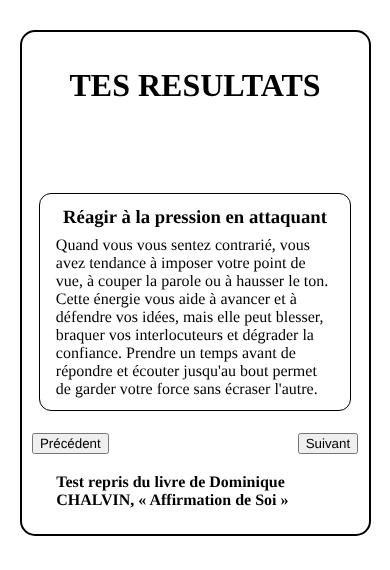 TES RESULTATS
Réagir à la pression en attaquant
Quand vous vous sentez contrarié, vous
avez tendance à imposer votre point de
vue, à couper la parole ou à hausser le ton.
Cette énergie vous aide à avancer et à
défendre vos idées, mais elle peut blesser,
braquer vos interlocuteurs et dégrader la
confiance. Prendre un temps avant de
répondre et écouter jusqu'au bout permet
de garder votre force sans écraser l'autre.
Précédent
Suivant
Test repris du livre de Dominique
CHALVIN, « Affirmation de Soi »